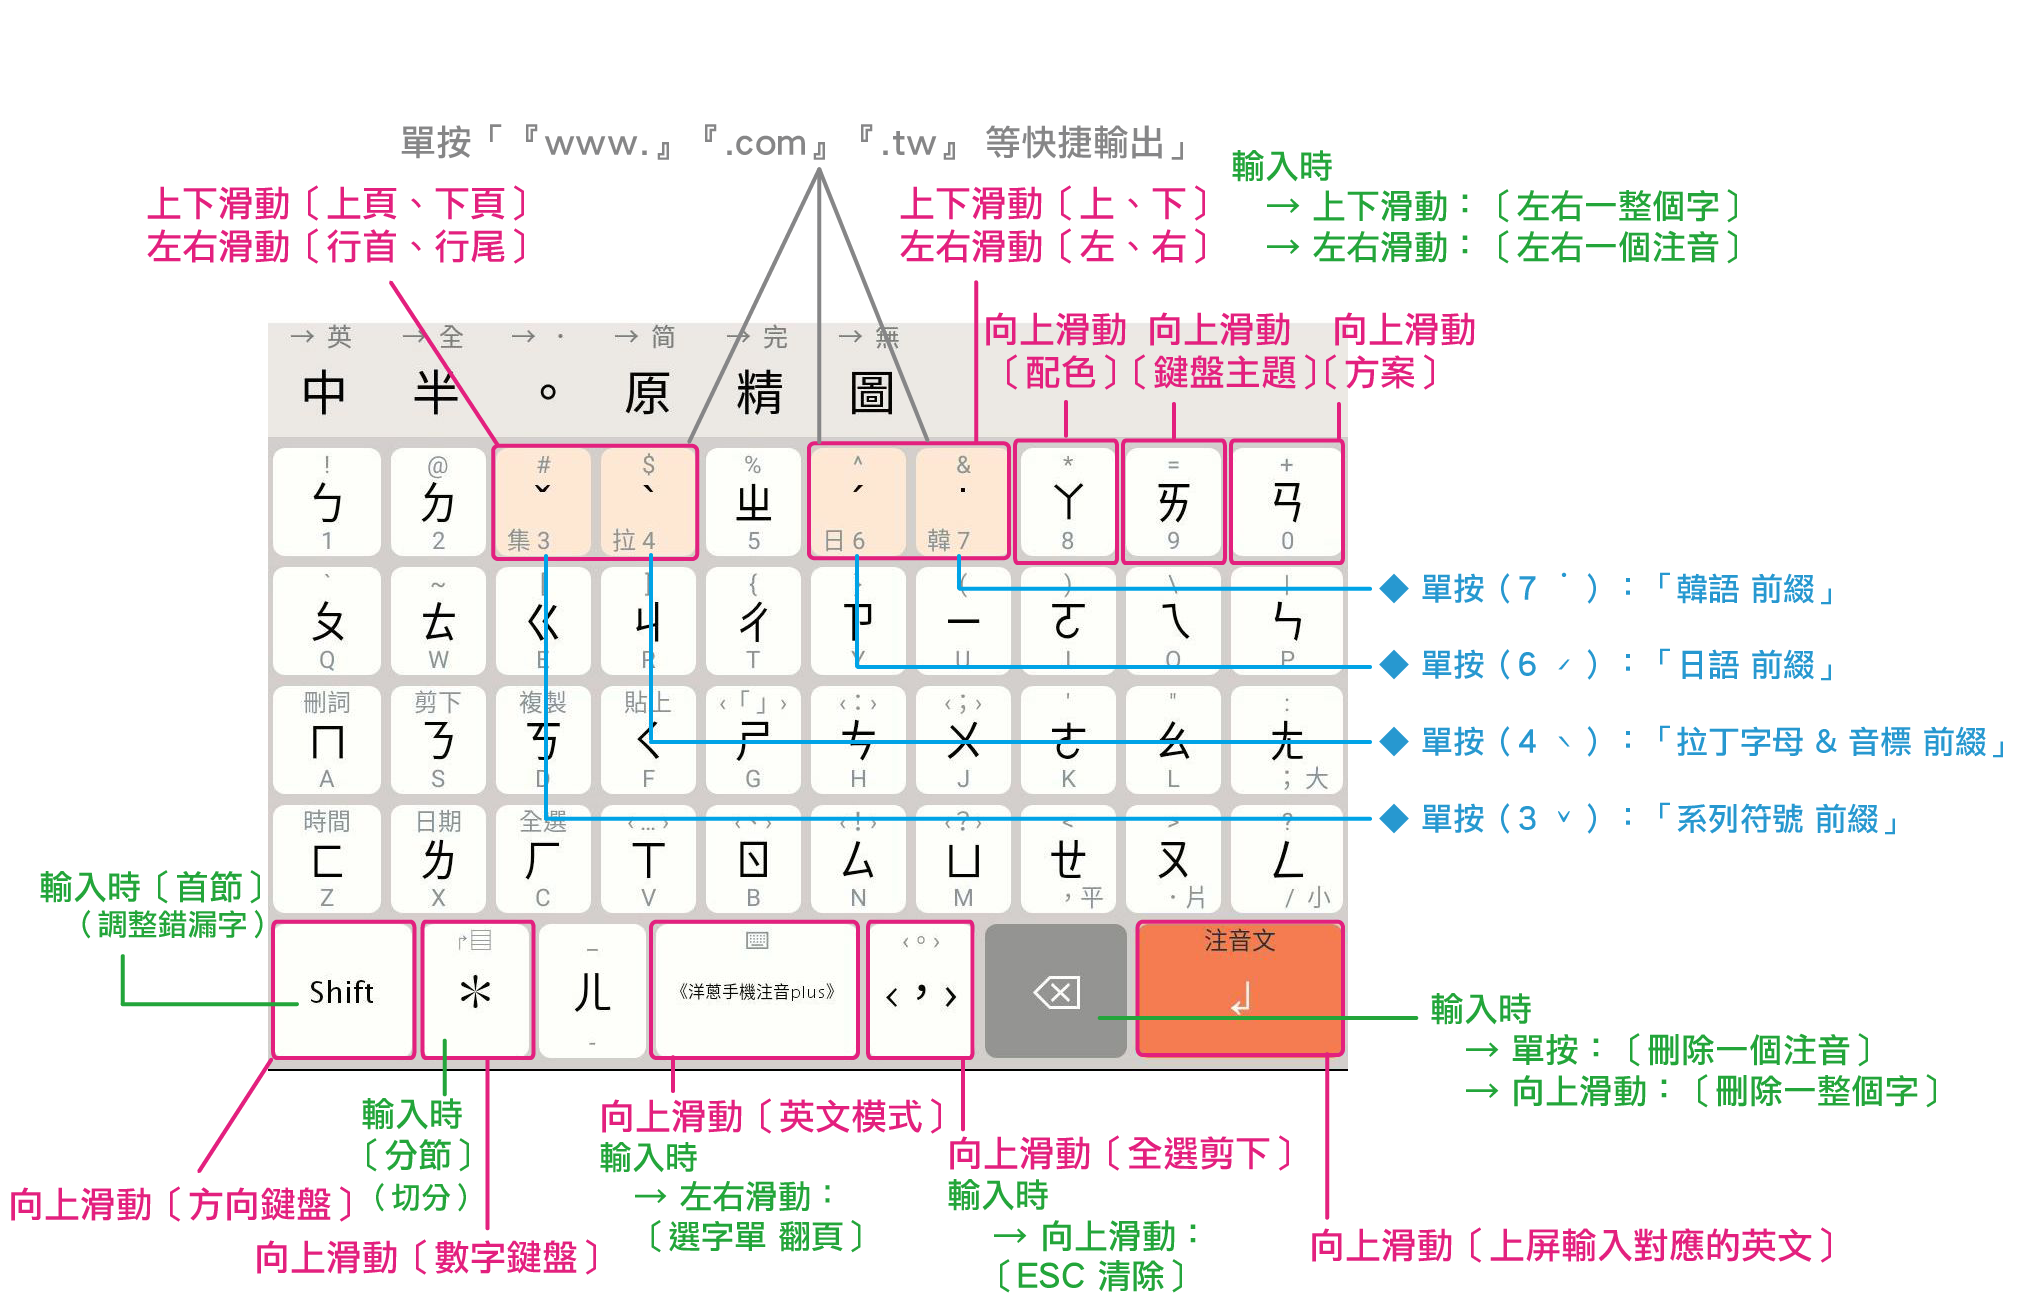 單按「『www.』『.com』『.tw』 等快捷輸出」
上下滑動〔上頁、下頁〕
左右滑動〔行首、行尾〕
上下滑動〔上、下〕
左右滑動〔左、右〕
輸入時
→ 上下滑動：〔左右一整個字〕
→ 左右滑動：〔左右一個注音〕
向上滑動
〔配色〕
向上滑動
〔鍵盤主題〕
向上滑動
〔方案〕
→ 英 → 全 → · → 简 → 完 → 無
中 半 。 原 精 圖
! @ # $ % ^ & * = +
ㄅ ㄉ ˇ ˋ ㄓ ˊ ˙ ㄚ ㄞ ㄢ
1 2 集 3 拉 4 5 日 6 韓 7 8 9 0
` ~ [ ] { } ( ) \ |
ㄆ ㄊ ㄍ ㄐ ㄔ ㄗ ㄧ ㄛ ㄟ ㄣ
Q W E R T Y U I O P
刪詞 剪下 複製 貼上 ‹「」› ‹：› ‹；› ' " :
ㄇ ㄋ ㄎ ㄑ ㄕ ㄘ ㄨ ㄜ ㄠ ㄤ
A S D F G H J K L ；大
時間 日期 全選 ‹…› ‹、› ‹！› ‹？› < > ?
ㄈ ㄌ ㄏ ㄒ ㄖ ㄙ ㄩ ㄝ ㄡ ㄥ
Z X C V B N M ，平 ．片 / 小
Shift
＊
_
ㄦ
-
《洋蔥手機注音plus》
‹。›
‹，›
注音文
◆ 單按（7 ˙）：「韓語 前綴」
◆ 單按（6 ˊ）：「日語 前綴」
◆ 單按（4 ˋ）：「拉丁字母 & 音標 前綴」
◆ 單按（3 ˇ）：「系列符號 前綴」
輸入時〔首節〕
（調整錯漏字）
輸入時
→ 單按：〔刪除一個注音〕
→ 向上滑動：〔刪除一整個字〕
向上滑動〔方向鍵盤〕
輸入時
〔分節〕
（切分）
向上滑動〔數字鍵盤〕
向上滑動〔英文模式〕
輸入時
→ 左右滑動：
〔選字單 翻頁〕
向上滑動〔全選剪下〕
輸入時
→ 向上滑動：
〔ESC 清除〕
向上滑動〔上屏輸入對應的英文〕